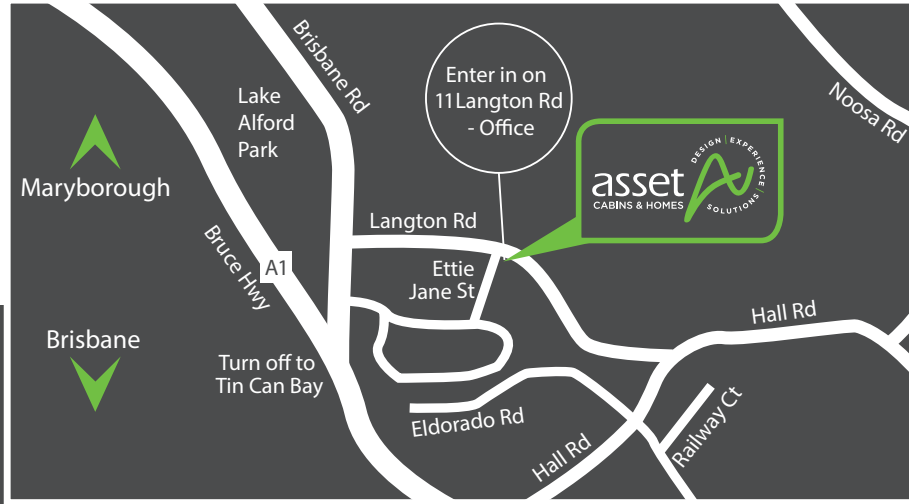 Brisbane Rd
Enter in on
11 Langton Rd
- Office
Noosa Rd
Lake
Alford
Park
Maryborough
asset
CABINS & HOMES
DESIGN | EXPERIENCE | SOLUTIONS |
Langton Rd
Bruce Hwy
A1
Ettie
Jane St
Hall Rd
Brisbane
Turn off to
Tin Can Bay
Eldorado Rd
Hall Rd
Railway Ct